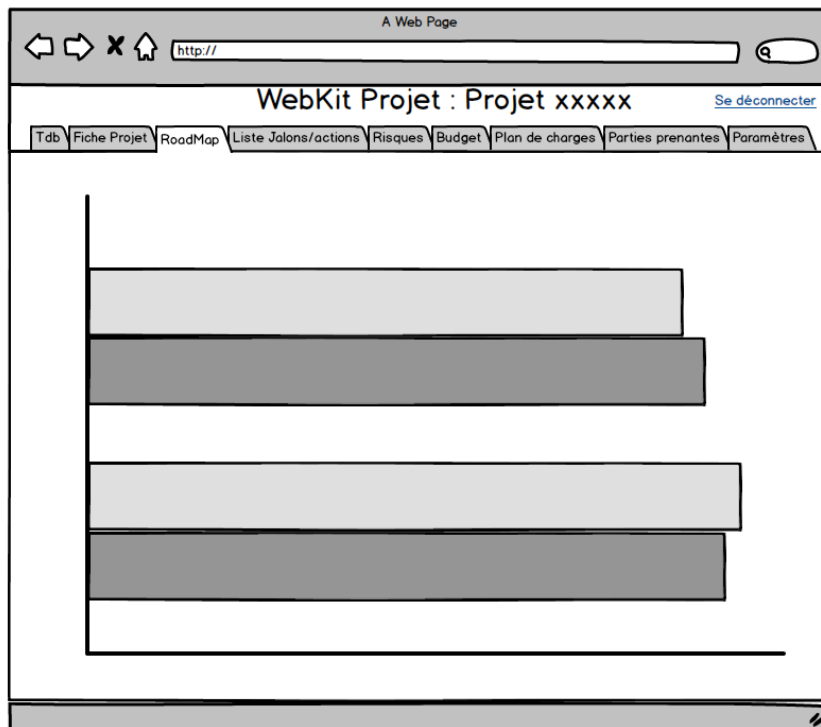 A Web Page
http://
WebKit Projet : Projet xxxxx
Se déconnecter
Tdb Fiche Projet RoadMap Liste Jalons/actions Risques Budget Plan de charges Parties prenantes Paramètres